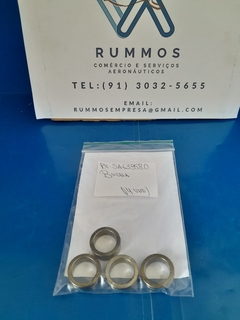 RUMMOS
COMÉRCIO E SERVIÇOS
AERONÁUTICOS
TEL:(91) 3032-5655
EMAIL:
RUMMOSEMPRESA@GMAIL.COM